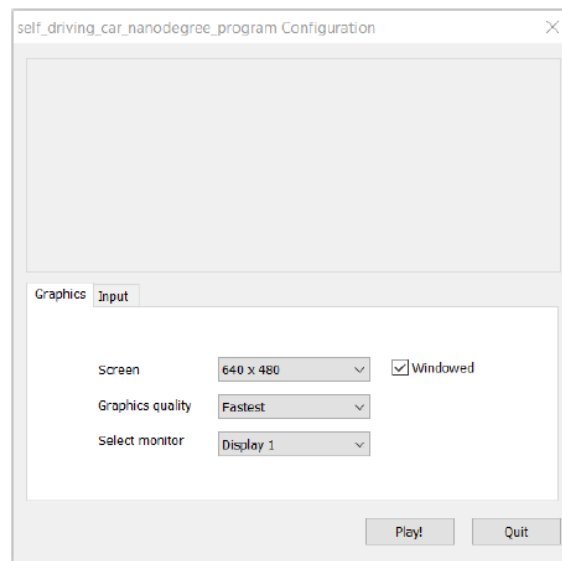 self_driving_car_nanodegree_program Configuration
Graphics Input
Screen 640 x 480 Windowed
Graphics quality Fastest
Select monitor Display 1
Play! Quit